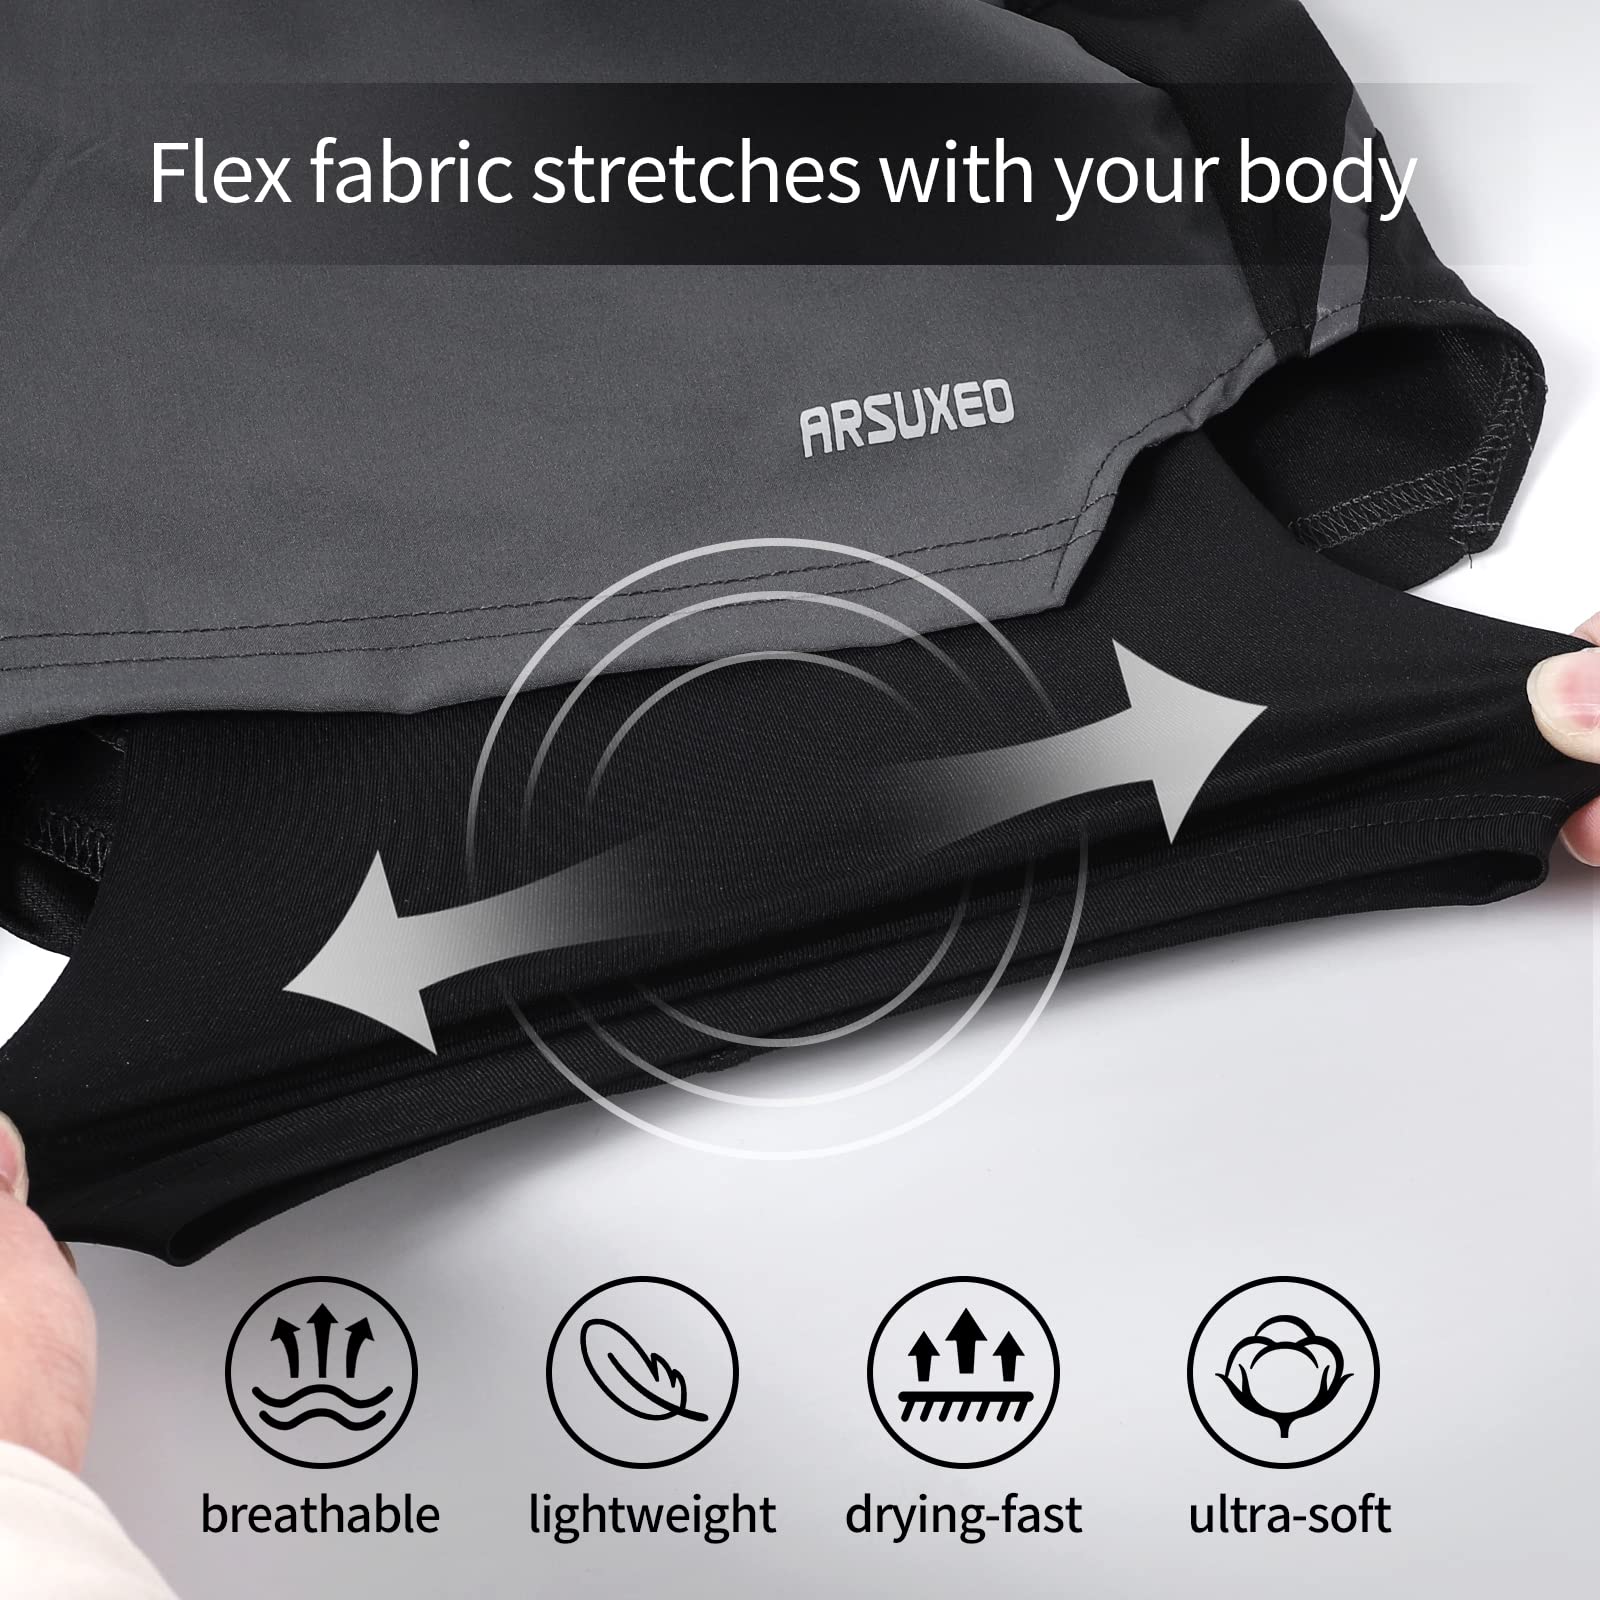 Flex fabric stretches with your body
ARSUXEO
breathable
lightweight
drying-fast
ultra-soft